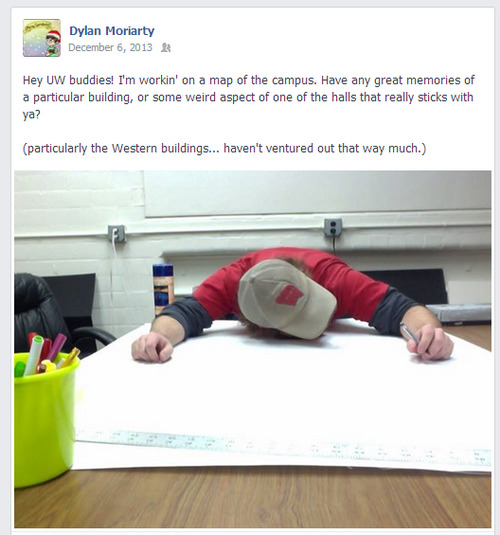 Dylan Moriarty
December 6, 2013
Hey UW buddies! I'm workin' on a map of the campus. Have any great memories of
a particular building, or some weird aspect of one of the halls that really sticks with
ya?
(particularly the Western buildings... haven't ventured out that way much.)